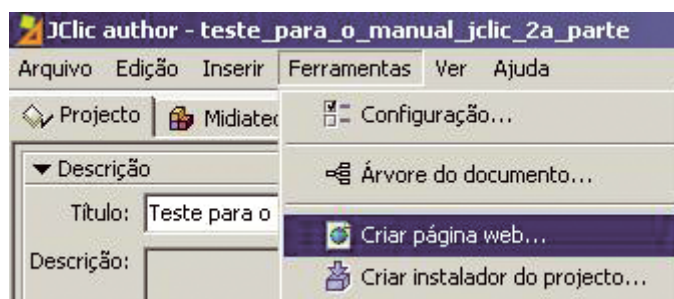 JClic author - teste_para_o_manual_jclic_2a_parte
Arquivo Edição Inserir Ferramentas Ver Ajuda
Projecto Configuração...
Descrição Árvore do documento...
Título: Teste para o
Criar página web...
Descrição: Criar instalador do projecto...